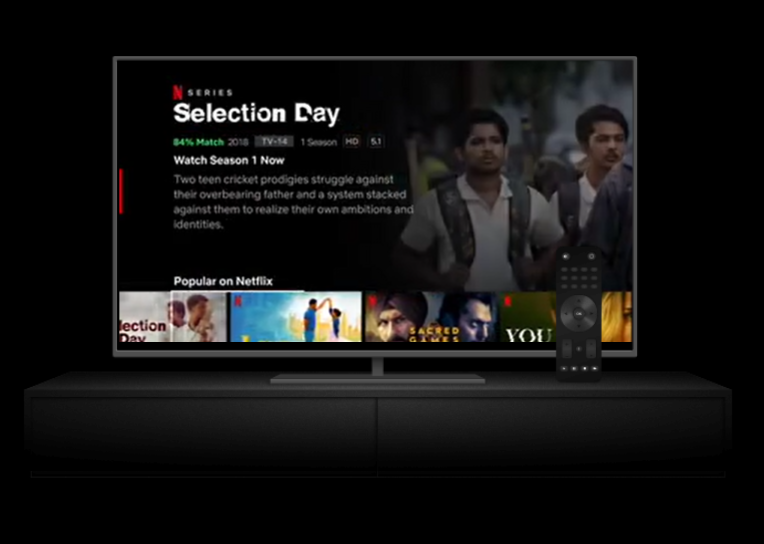 N SERIES
Selection Day
84% Match 2018 TV-14 1 Season HD 5.1
Watch Season 1 Now
Two teen cricket prodigies struggle against
their overbearing father and a system stacked
against them to realize their own ambitions and
identities.
Popular on Netflix
lection
Day
N
N
SACRED
GAMES
N
YOU